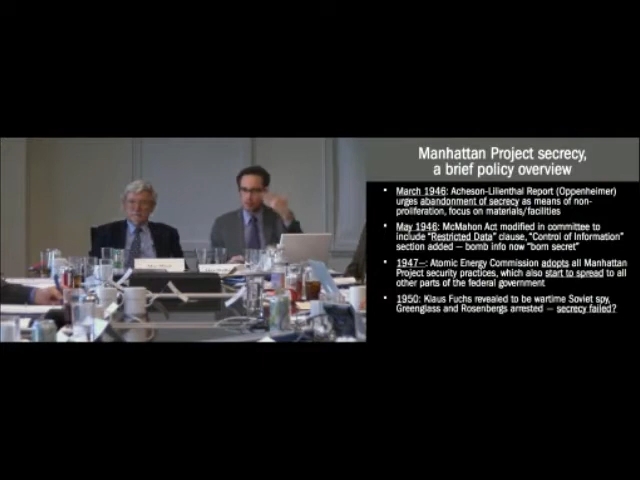 Manhattan Project secrecy,
a brief policy overview
• March 1946: Acheson-Lilienthal Report (Oppenheimer)
urges abandonment of secrecy as means of non-
proliferation, focus on materials/facilities
• May 1946: McMahon Act modified in committee to
include "Restricted Data" clause, "Control of Information"
section added — bomb info now "born secret"
• 1947—: Atomic Energy Commission adopts all Manhattan
Project security practices, which also start to spread to all
other parts of the federal government
• 1950: Klaus Fuchs revealed to be wartime Soviet spy,
Greenglass and Rosenbergs arrested — secrecy failed?